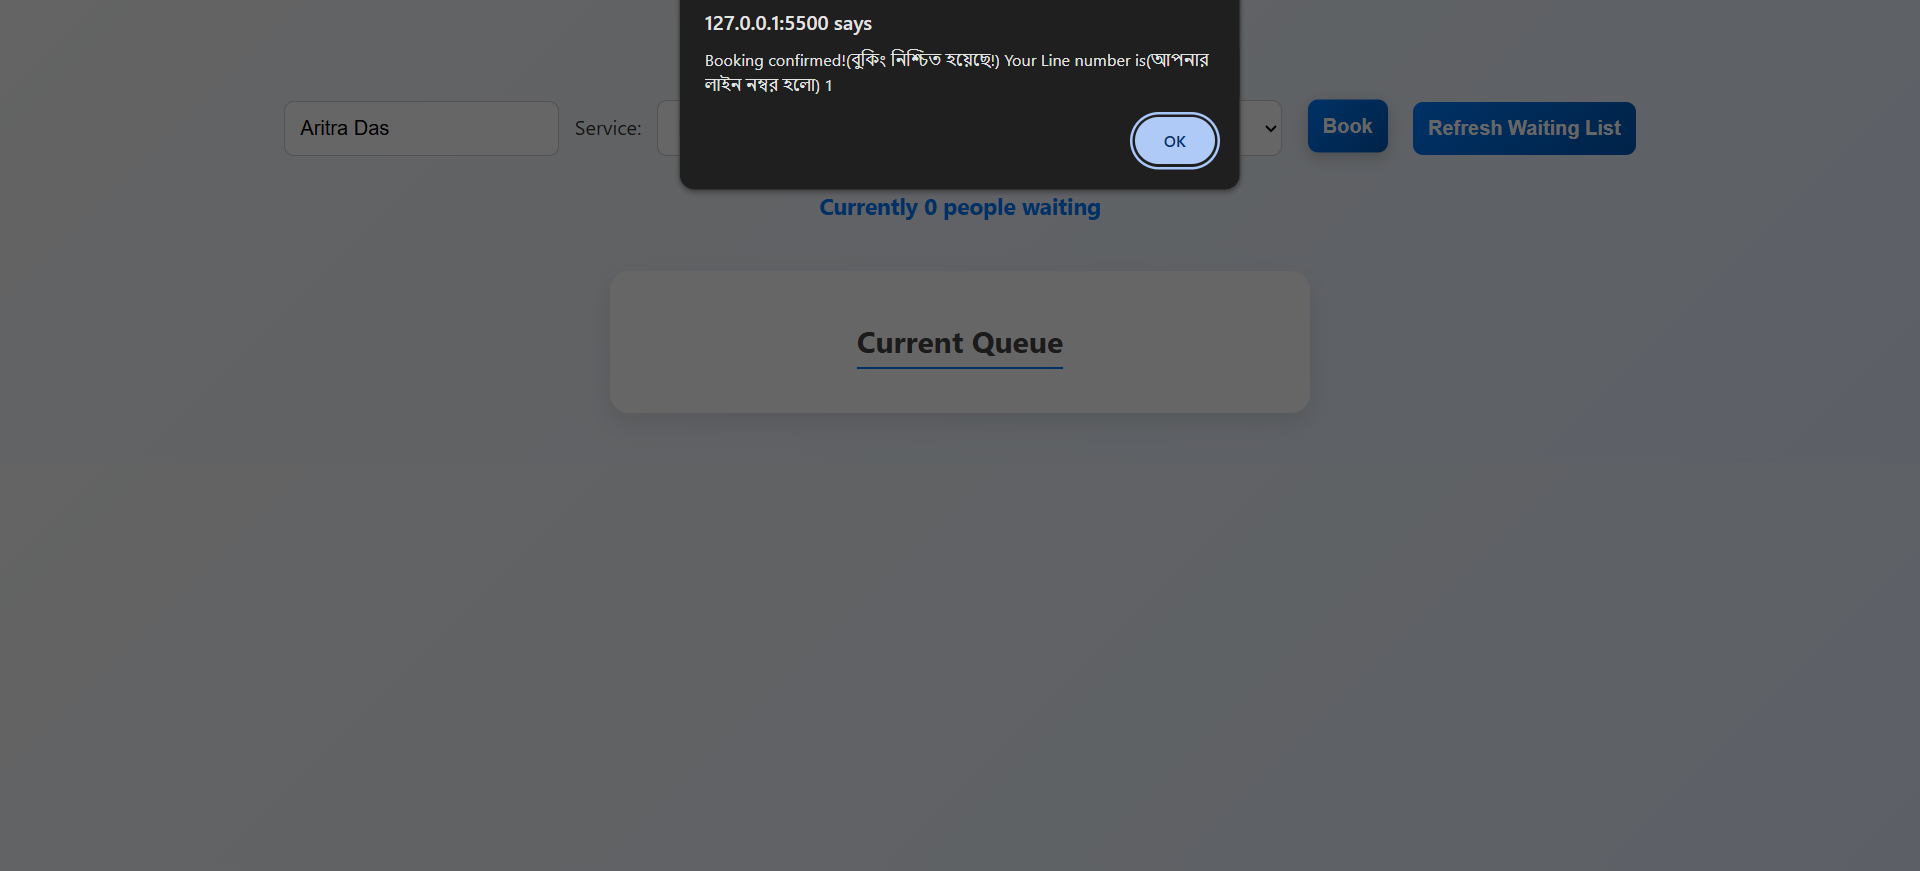 127.0.0.1:5500 says
Booking confirmed!(বুকিং নিশ্চিত হয়েছে!) Your Line number is(আপনার
লাইন নম্বর হলো) 1
OK
Aritra Das
Service:
Book
Refresh Waiting List
Currently 0 people waiting
Current Queue